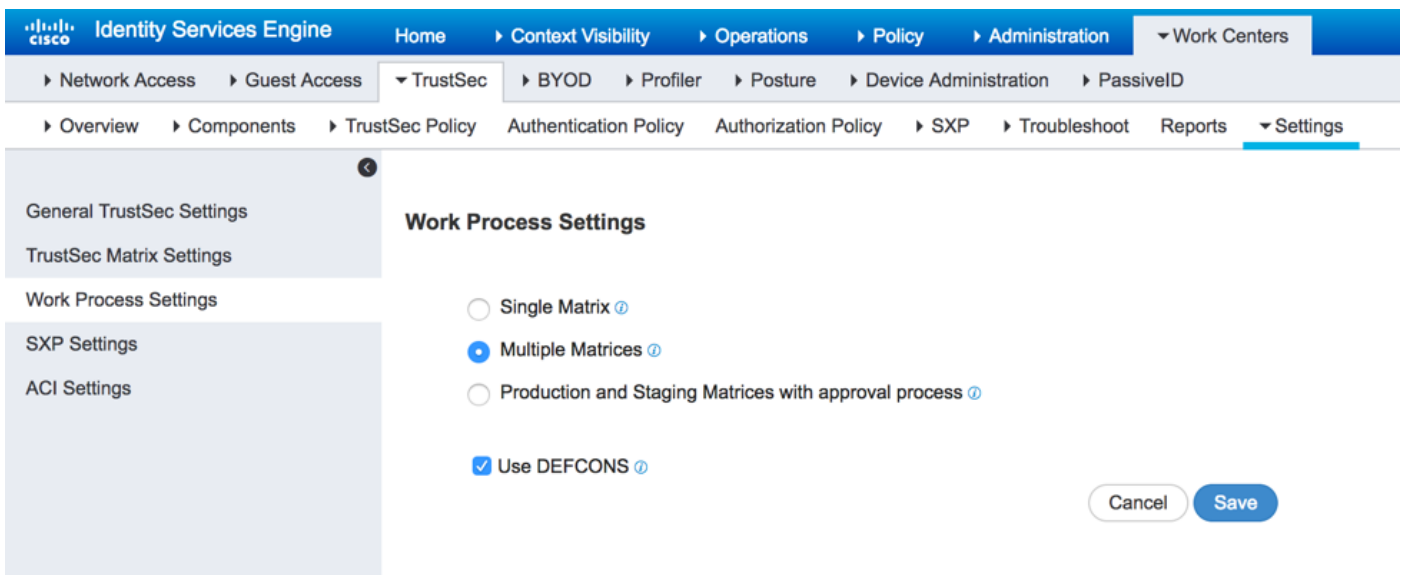 cisco Identity Services Engine Home Context Visibility Operations Policy Administration Work Centers
Network Access Guest Access TrustSec BYOD Profiler Posture Device Administration PassiveID
Overview Components TrustSec Policy Authentication Policy Authorization Policy SXP Troubleshoot Reports Settings
General TrustSec Settings
TrustSec Matrix Settings
Work Process Settings
SXP Settings
ACI Settings
Work Process Settings
Single Matrix
Multiple Matrices
Production and Staging Matrices with approval process
Use DEFCONS
Cancel Save